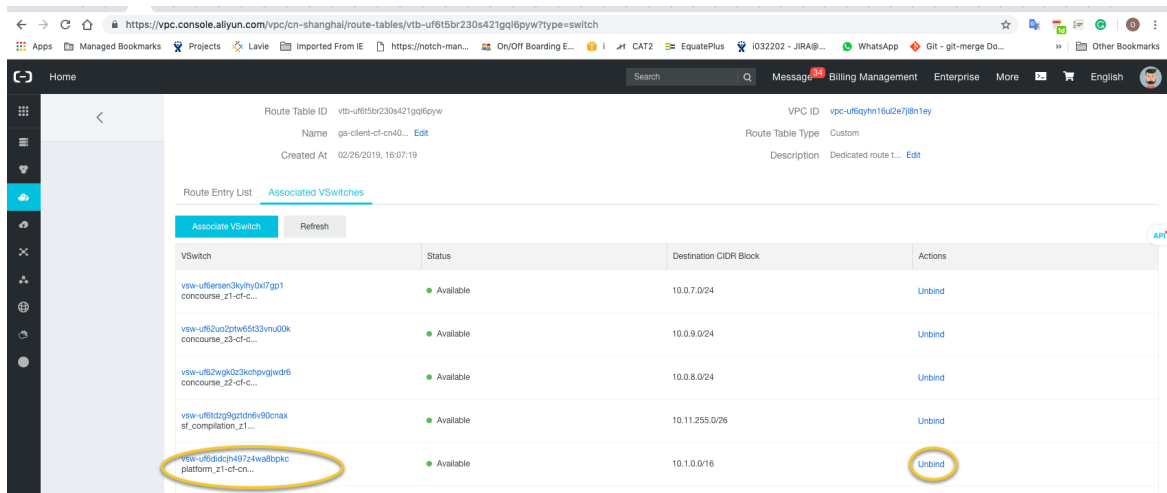 https://vpc.console.aliyun.com/vpc/cn-shanghai/route-tables/vtb-uf6t5br230s421gql6pyw?type=switch
Apps Managed Bookmarks Projects Lavie Imported From IE https://notch-man... On/Off Boarding E... i CAT2 EquatePlus i032202 - JIRA@... WhatsApp Git - git-merge Do... » Other Bookmarks
Home Search Message 34 Billing Management Enterprise More English
Route Table ID vtb-uf6t5br230s421gql6pyw VPC ID vpc-uf6qyhn16ul2e7jl8n1ey
Name ga-client-cf-cn40... Edit Route Table Type Custom
Created At 02/26/2019, 16:07:19 Description Dedicated route t... Edit
Route Entry List Associated VSwitches
Associate VSwitch Refresh
API
VSwitch Status Destination CIDR Block Actions
vsw-uf6ersen3kyihy0xl7gp1
concourse_z1-cf-c... Available 10.0.7.0/24 Unbind
vsw-uf62uo2ptw65t33vnu00k
concourse_z3-cf-c... Available 10.0.9.0/24 Unbind
vsw-uf62wgk0z3kchpvgjwdr6
concourse_z2-cf-c... Available 10.0.8.0/24 Unbind
vsw-uf6tdzg9gztdn6v90cnax
sf_compilation_z1... Available 10.11.255.0/26 Unbind
vsw-uf6didcjh497z4wa8bpkc
platform_z1-cf-cn... Available 10.1.0.0/16 Unbind